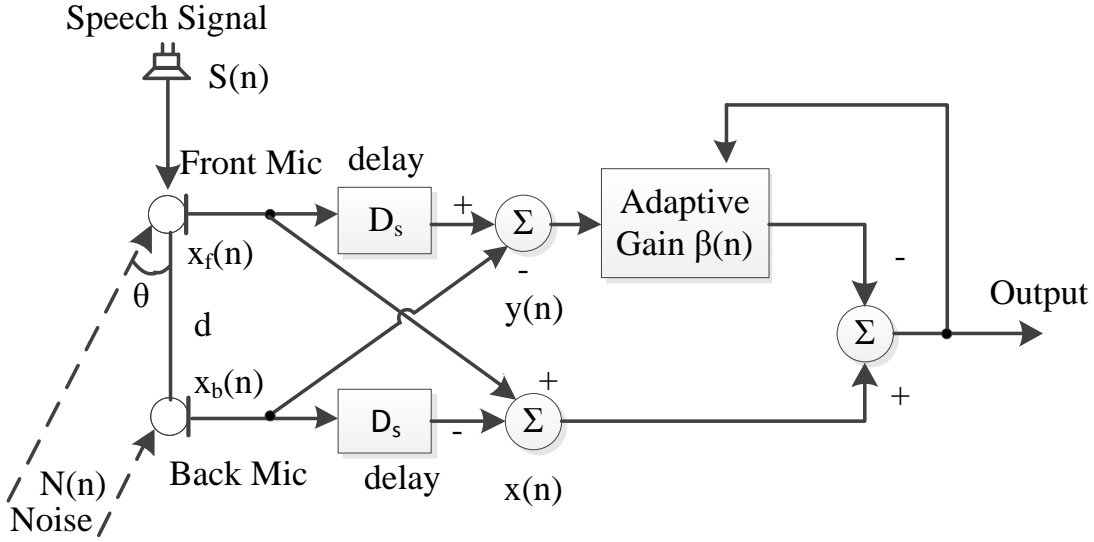 Speech Signal
S(n)
Front Mic
delay
D_s
+
Σ
-
y(n)
Adaptive
Gain β(n)
-
Output
Σ
+
x_f(n)
θ
d
x_b(n)
D_s
-
+
Σ
x(n)
Back Mic
delay
N(n)
Noise